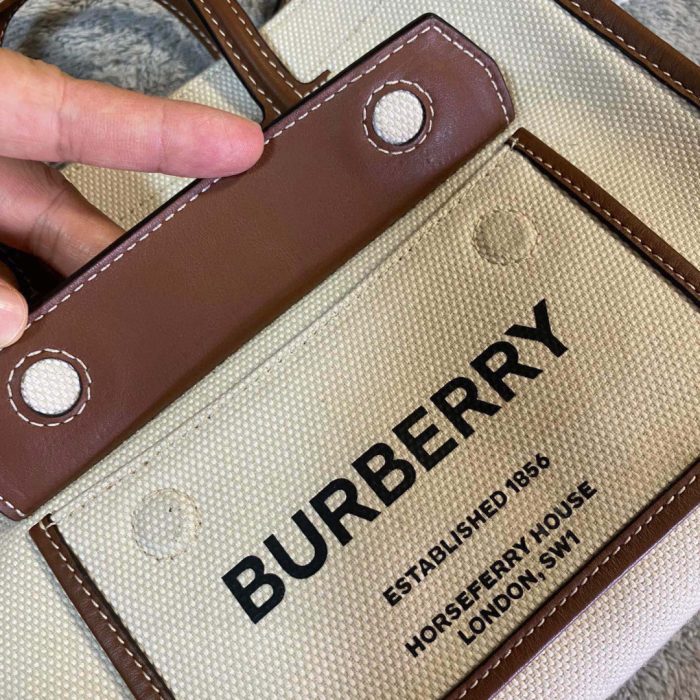 BURBERRY
ESTABLISHED 1856
HORSEFERRY HOUSE
LONDON, SW1